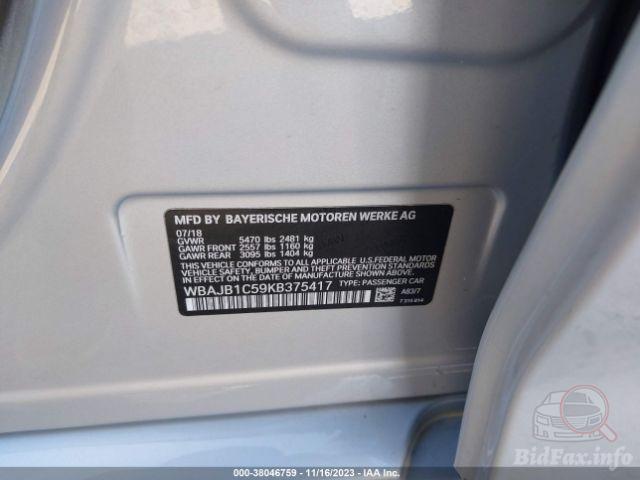 MFD BY BAYERISCHE MOTOREN WERKE AG
07/18
GVWR 5470 lbs 2481 kg
GAWR FRONT 2557 lbs 1160 kg
GAWR REAR 3095 lbs 1404 kg
THIS VEHICLE CONFORMS TO ALL APPLICABLE U.S.FEDERAL MOTOR
VEHICLE SAFETY, BUMPER, AND THEFT PREVENTION STANDARDS IN
EFFECT ON THE DATE OF MANUFACTURE SHOWN ABOVE.
WBAJB1C59KB375417 TYPE: PASSENGER CAR
A83/7
BidFax.info
000-38046759 - 11/16/2023 - IAA Inc.